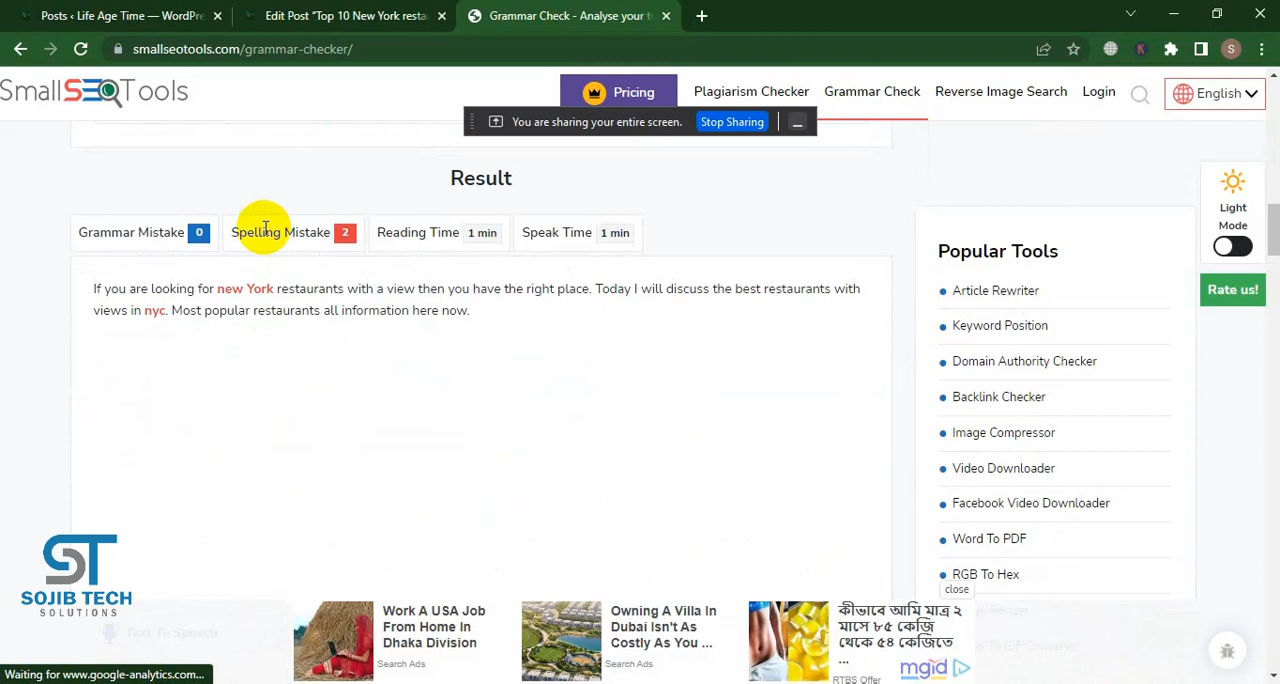 Posts ‹ Life Age Time — WordPre
Edit Post "Top 10 New York resta
Grammar Check - Analyse your t
smallseotools.com/grammar-checker/
K
S
SmallSEOTools
Pricing
Plagiarism Checker
Grammar Check
Reverse Image Search
Login
English
You are sharing your entire screen.
Stop Sharing
Result
Grammar Mistake 0
Spelling Mistake 2
Reading Time 1 min
Speak Time 1 min
If you are looking for new York restaurants with a view then you have the right place. Today I will discuss the best restaurants with
views in nyc. Most popular restaurants all information here now.
Popular Tools
Article Rewriter
Keyword Position
Domain Authority Checker
Backlink Checker
Image Compressor
Video Downloader
Facebook Video Downloader
Word To PDF
RGB To Hex
close
Light
Mode
Rate us!
ST
SOJIB TECH
SOLUTIONS
Text To Speech
Work A USA Job
From Home In
Dhaka Division
Search Ads
Owning A Villa In
Dubai Isn't As
Costly As You ...
Search Ads
কীভাবে আমি মাত্র ২
মাসে ৮৫ কেজি
থেকে ৫৪ কেজিতে
...
RTBS Offer
mgid
Waiting for www.google-analytics.com...